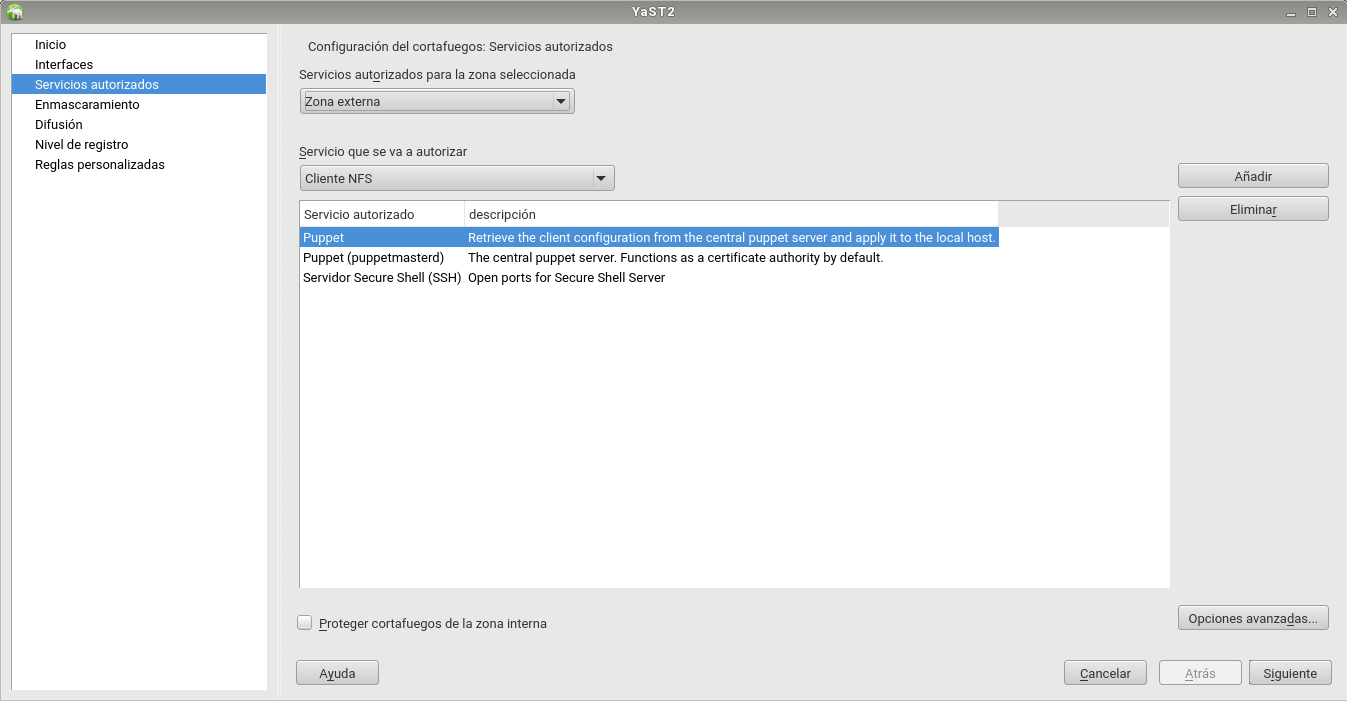 YaST2
Inicio
Interfaces
Servicios autorizados
Enmascaramiento
Difusión
Nivel de registro
Reglas personalizadas
Configuración del cortafuegos: Servicios autorizados
Servicios autorizados para la zona seleccionada
Zona externa
Servicio que se va a autorizar
Cliente NFS
Añadir
Eliminar
Servicio autorizado descripción
Puppet Retrieve the client configuration from the central puppet server and apply it to the local host.
Puppet (puppetmasterd) The central puppet server. Functions as a certificate authority by default.
Servidor Secure Shell (SSH) Open ports for Secure Shell Server
Opciones avanzadas...
Proteger cortafuegos de la zona interna
Ayuda Cancelar Atrás Siguiente